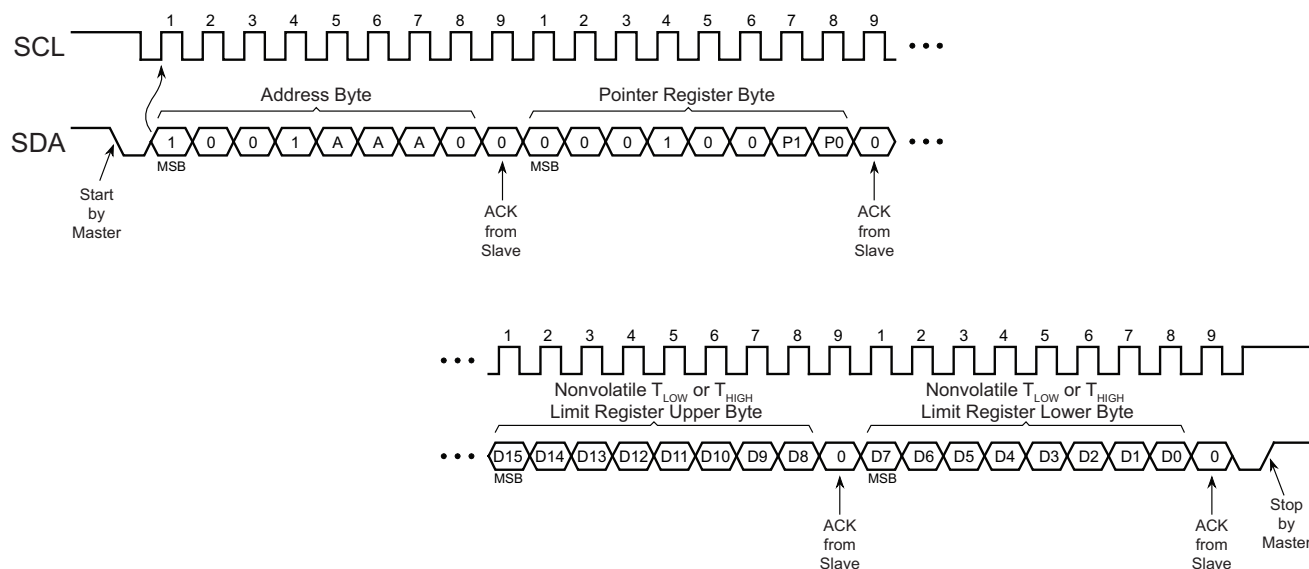 1 2 3 4 5 6 7 8 9 1 2 3 4 5 6 7 8 9
SCL
Address Byte Pointer Register Byte
SDA 1 0 0 1 A A A 0 0 0 0 0 1 0 0 P1 P0 0
MSB MSB
Start
by
Master
ACK
from
Slave
ACK
from
Slave
1 2 3 4 5 6 7 8 9 1 2 3 4 5 6 7 8 9
Nonvolatile TLOW or THIGH
Limit Register Upper Byte
Nonvolatile TLOW or THIGH
Limit Register Lower Byte
D15 D14 D13 D12 D11 D10 D9 D8 0 D7 D6 D5 D4 D3 D2 D1 D0 0
MSB MSB
ACK
from
Slave
ACK
from
Slave
Stop
by
Master